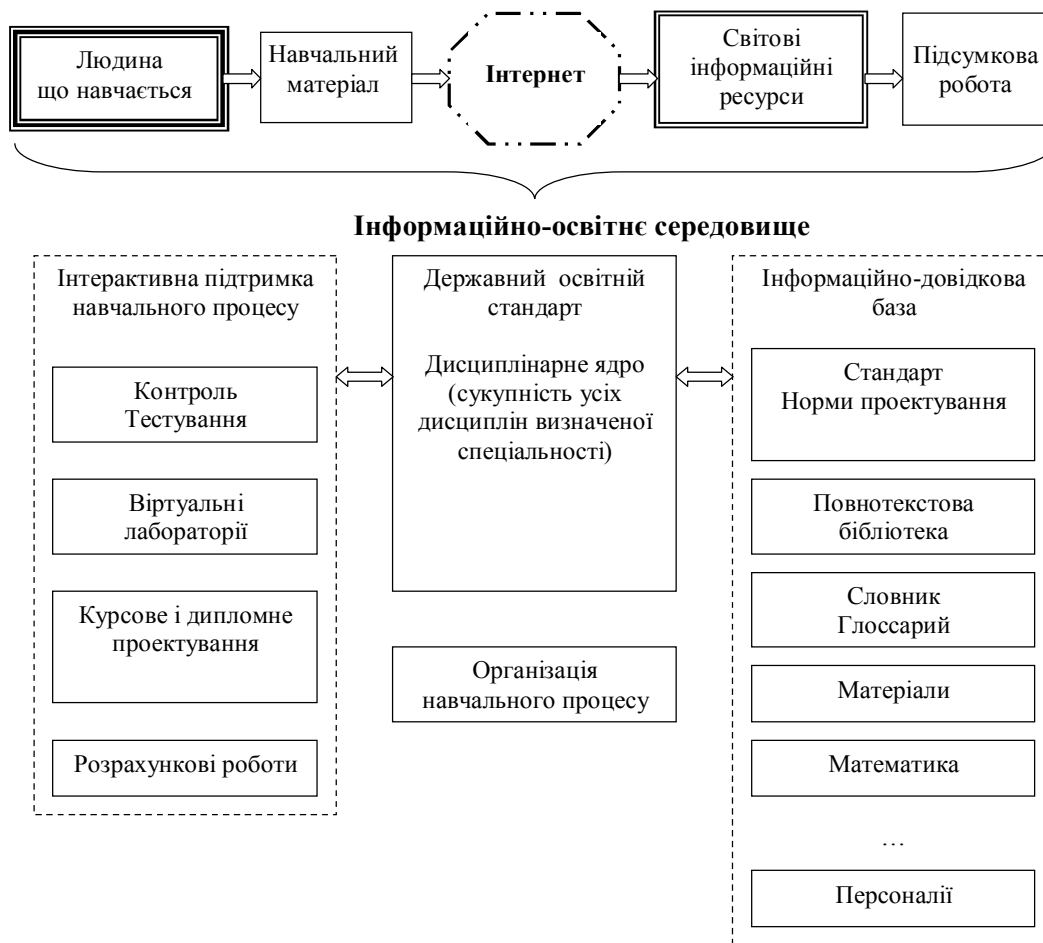 Людина
що навчається
Навчальний
матеріал
Інтернет
Світові
інформаційні
ресурси
Підсумкова
робота
Інформаційно-освітнє середовище
Інтерактивна підтримка
навчального процесу
Контроль
Тестування
Віртуальні
лабораторії
Курсове і дипломне
проектування
Розрахункові роботи
Державний освітній
стандарт
Дисциплінарне ядро
(сукупність усіх
дисциплін визначеної
спеціальності)
Організація
навчального процесу
Інформаційно-довідкова
база
Стандарт
Норми проектування
Повнотекстова
бібліотека
Словник
Глоссарий
Матеріали
Математика
…
Персоналії